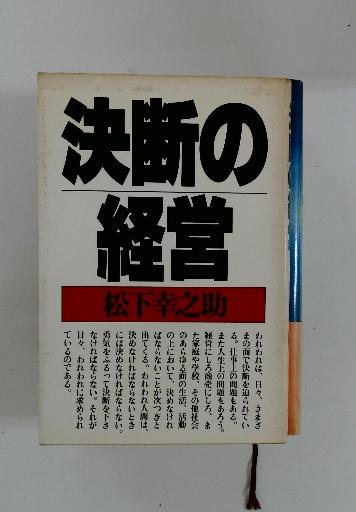 決断の
経営
松下幸之助
われわれは、日々、さまざ
まの面で決断を迫られてい
る。仕事上の問題もある。
また人生上の問題もあろう。
経営にしろ商売にしろ、ま
た家庭や学校、その他社会
のあらゆる面の生活、活動
の上において、決めなけれ
ばならないことが次つぎと
出てくる。われわれ人間は、
決めなければならないとき
には決めなければならない。
勇気をふるって決断を下さ
なければならない。それが
日々、われわれに求められ
ているのである。